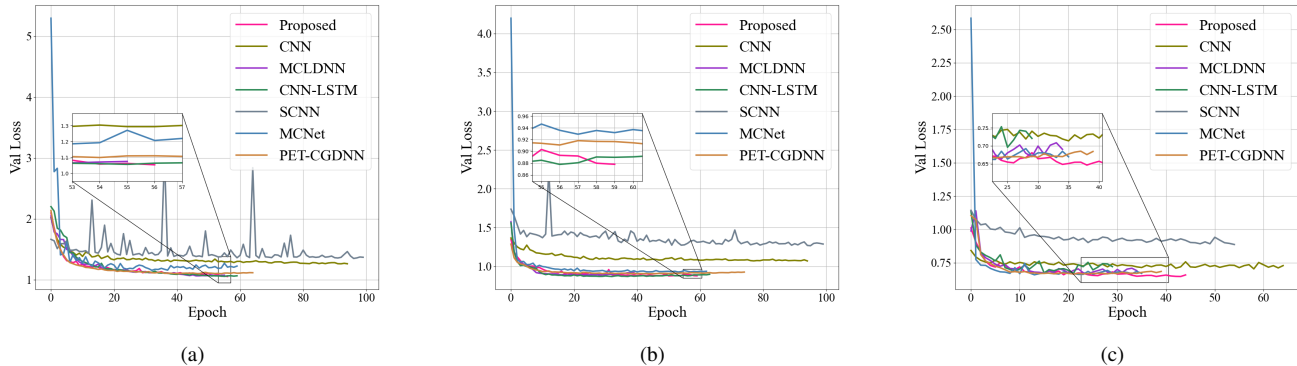 Proposed
CNN
MCLDNN
CNN-LSTM
SCNN
MCNet
PET-CGDNN
5
4
3
2
1
Val Loss
1.3
1.2
1.1
1.0
53 54 55 56 57
0 20 40 60 80 100
Epoch
(a)
Proposed
CNN
MCLDNN
CNN-LSTM
SCNN
MCNet
PET-CGDNN
4.0
3.5
3.0
2.5
2.0
1.5
1.0
Val Loss
0.96
0.94
0.92
0.90
0.88
0.86
55 56 57 58 59 60
0 20 40 60 80 100
Epoch
(b)
Proposed
CNN
MCLDNN
CNN-LSTM
SCNN
MCNet
PET-CGDNN
2.50
2.25
2.00
1.75
1.50
1.25
1.00
0.75
Val Loss
0.75
0.70
0.65
25 30 35 40
0 10 20 30 40 50 60
Epoch
(c)